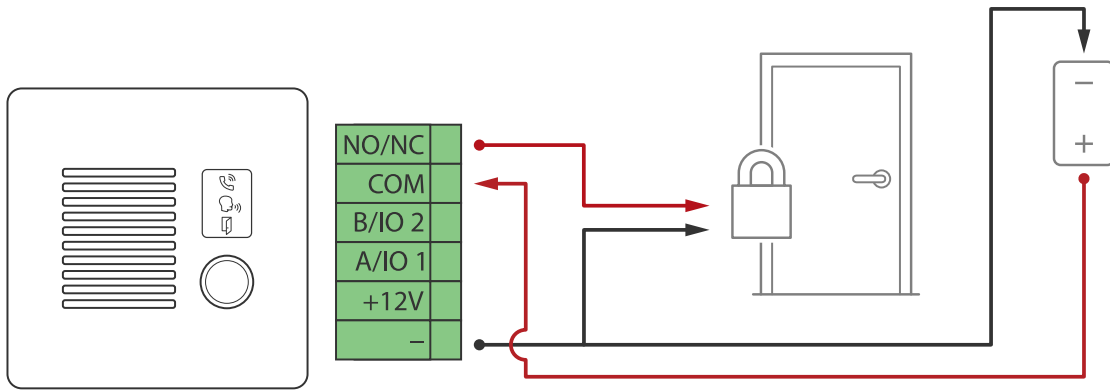 NO/NC
COM
B/IO 2
A/IO 1
+12V
–
–
+